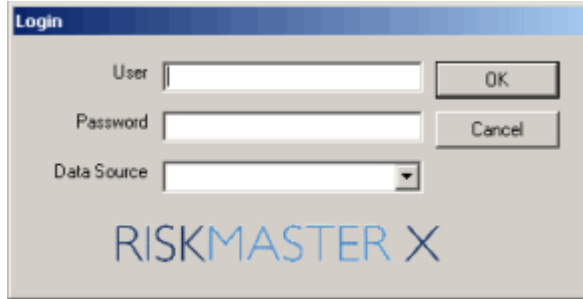 Login
User
OK
Password
Cancel
Data Source
RISKMASTER X